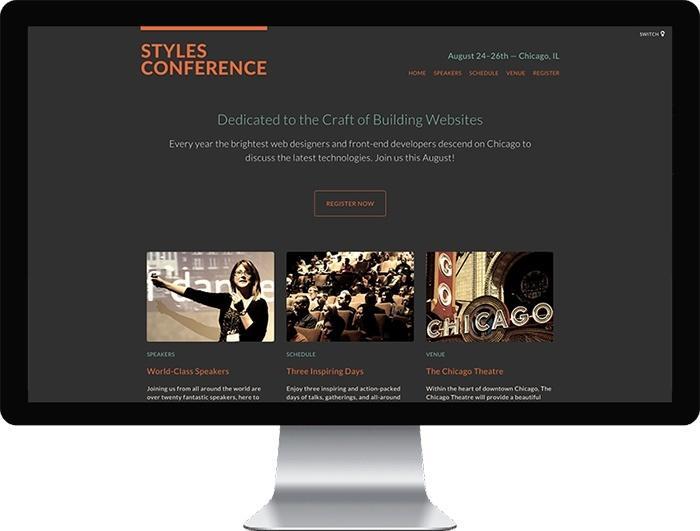 SWITCH
STYLES
CONFERENCE
August 24–26th — Chicago, IL
HOME SPEAKERS SCHEDULE VENUE REGISTER
Dedicated to the Craft of Building Websites
Every year the brightest web designers and front-end developers descend on Chicago to
discuss the latest technologies. Join us this August!
REGISTER NOW
GO
CHICAGO
SPEAKERS
World-Class Speakers
Joining us from all around the world are
over twenty fantastic speakers, here to
SCHEDULE
Three Inspiring Days
Enjoy three inspiring and action-packed
days of talks, gatherings, and all-around
VENUE
The Chicago Theatre
Within the heart of downtown Chicago, The
Chicago Theatre will provide a beautiful